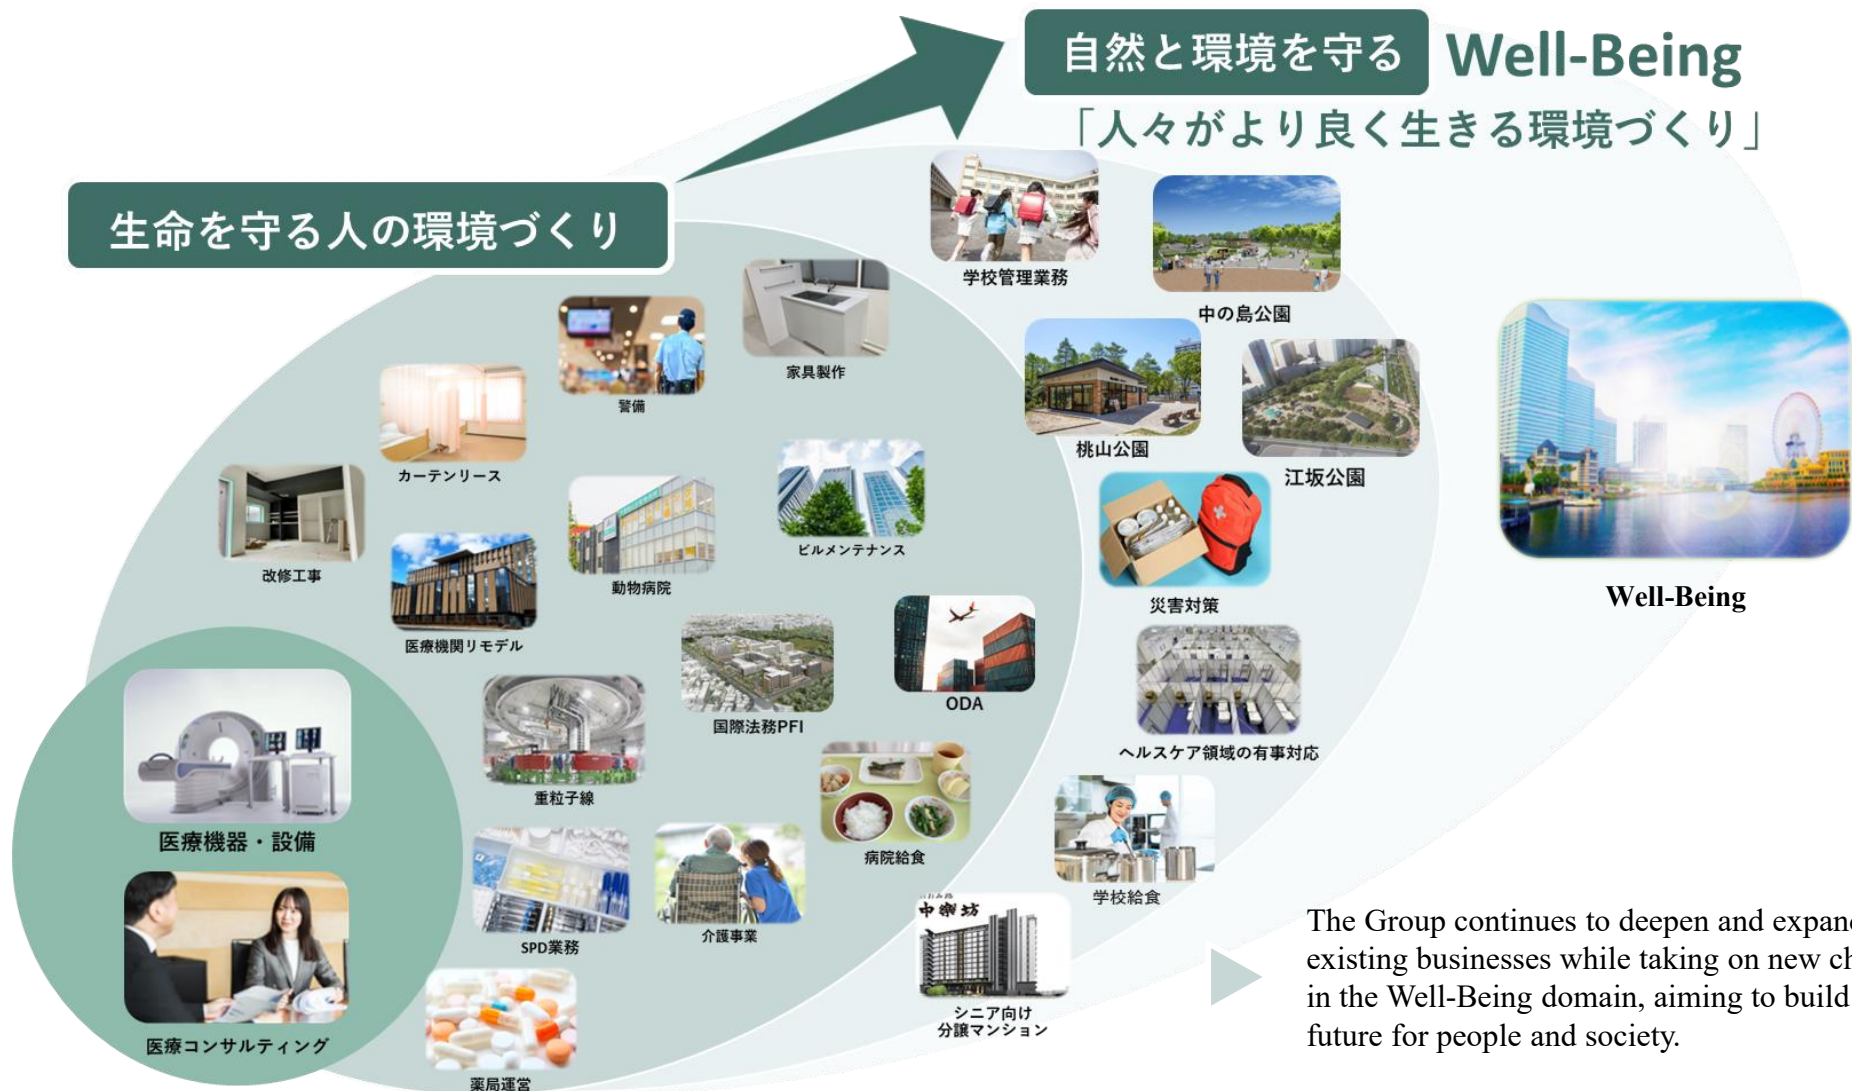 自然と環境を守る Well-Being
「人々がより良く生きる環境づくり」
生命を守る人の環境づくり
学校管理業務
中の島公園
家具製作
警備
桃山公園
江坂公園
カーテンリース
ビルメンテナンス
改修工事
動物病院
医療機関リモデル
災害対策
Well-Being
国際法務PFI
ODA
ヘルスケア領域の有事対応
重粒子線
医療機器・設備
病院給食
学校給食
SPD業務
介護事業
中楽坊
シニア向け
分譲マンション
医療コンサルティング
薬局運営
The Group continues to deepen and expan
existing businesses while taking on new c
in the Well-Being domain, aiming to build
future for people and society.